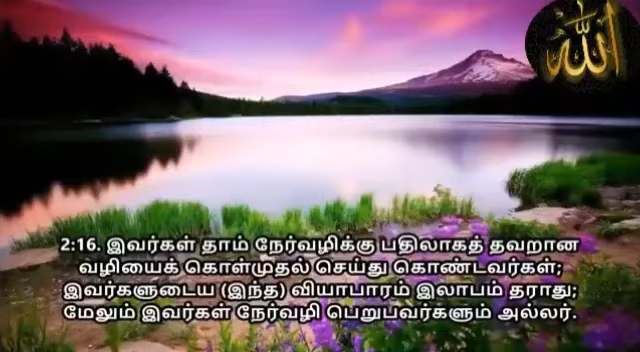 الله
2:16. இவர்கள் தாம் நேர்வழிக்கு பதிலாகத் தவறான
வழியைக் கொள்முதல் செய்து கொண்டவர்கள்;
இவர்களுடைய (இந்த) வியாபாரம் இலாபம் தராது;
மேலும் இவர்கள் நேர்வழி பெறுபவர்களும் அல்லர்.